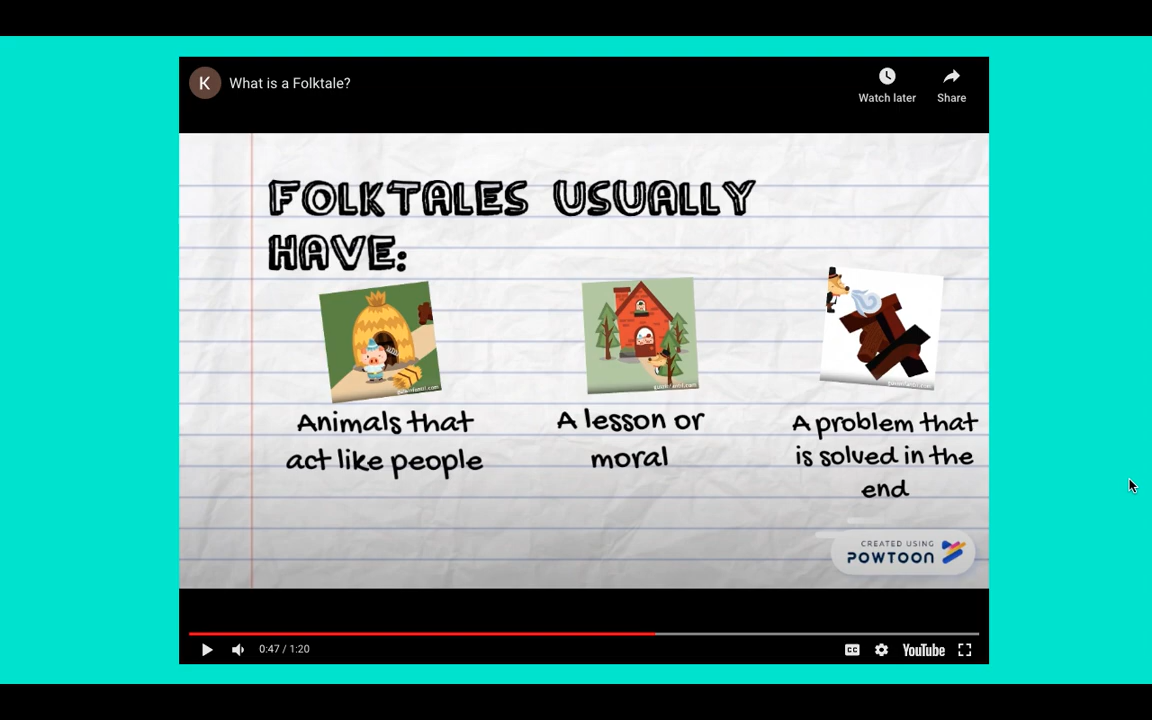 K
What is a Folktale?
Watch later
Share
FOLKTALES USUALLY
HAVE:
Animals that
act like people
A lesson or
moral
A problem that
is solved in the
end
CREATED USING
POWTOON
0:47 / 1:20
CC
YouTube